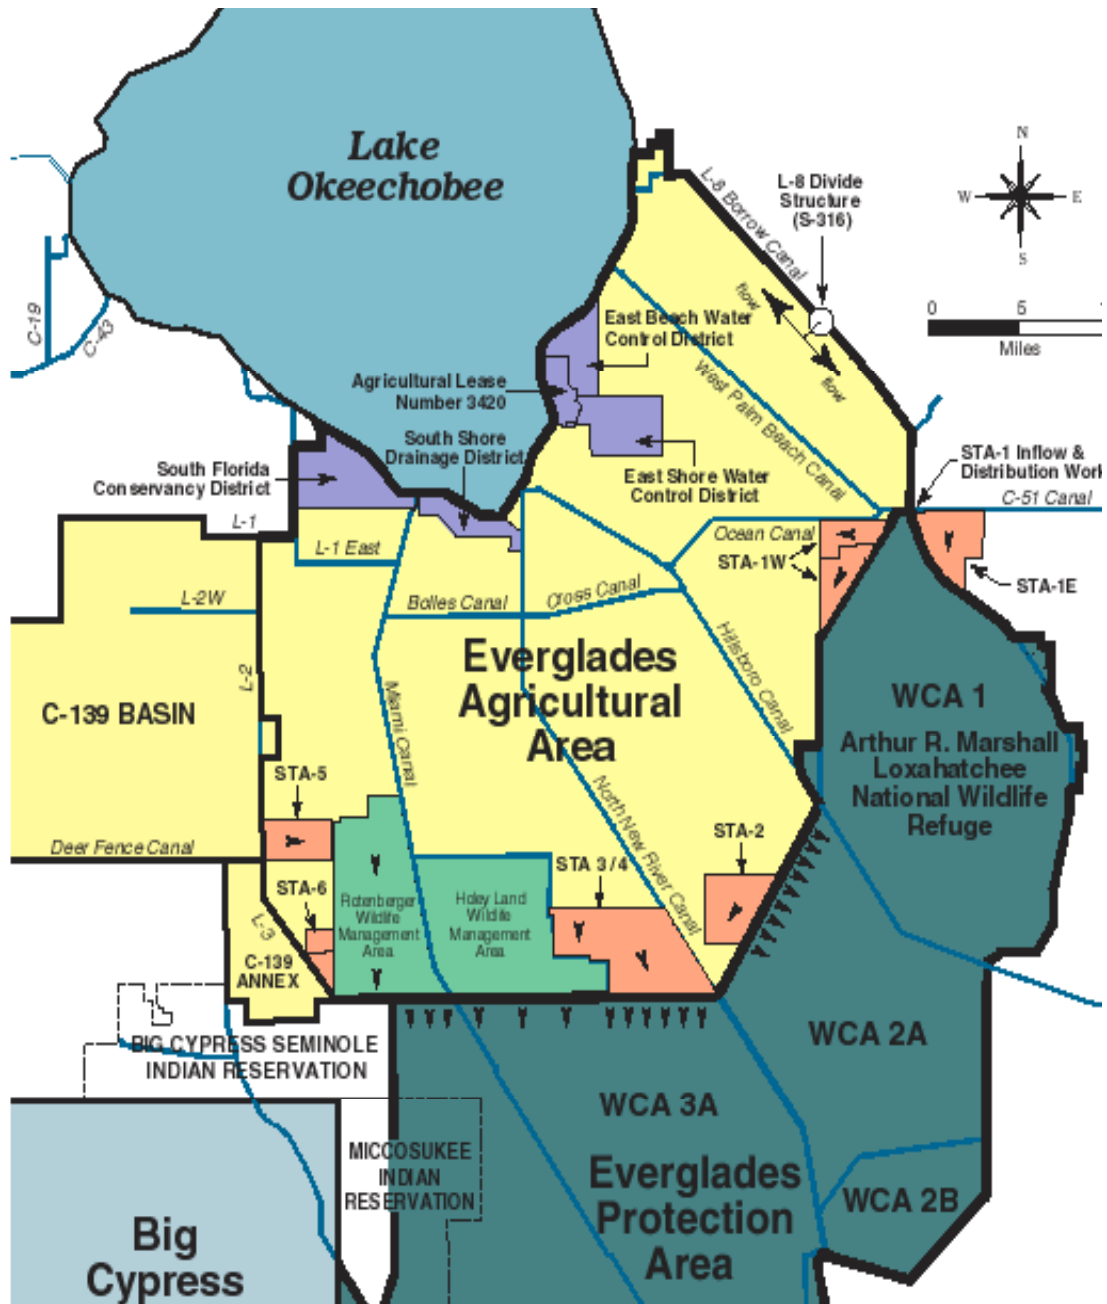 Lake
Okeechobee
N
W
E
S
L-8 Borrow Canal
L-8 Divide
Structure
(S-316)
flow
flow
0
5
Miles
C-19
C-43
East Beach Water
Control District
Agricultural Lease
Number 3420
South Shore
Drainage District
West Palm Beach Canal
South Florida
Conservancy District
East Shore Water
Control District
STA-1 Inflow &
Distribution Work
C-51 Canal
L-1
L-1 East
Ocean Canal
STA-1W
STA-1E
L-2W
Bolles Canal
Cross Canal
L-2
Hillsboro Canal
Everglades
Agricultural
Area
C-139 BASIN
Miami Canal
WCA 1
Arthur R. Marshall
Loxahatchee
National Wildlife
Refuge
STA-5
North New River Canal
STA-2
Deer Fence Canal
STA 3/4
STA-6
Rotenberger
Wildlife
Management
Area
Holey Land
Wildlife
Management
Area
L-3
C-139
ANNEX
BIG CYPRESS SEMINOLE
INDIAN RESERVATION
WCA 2A
WCA 3A
MICCOSUKEE
INDIAN
RESERVATION
Everglades
Protection
Area
WCA 2B
Big
Cypress